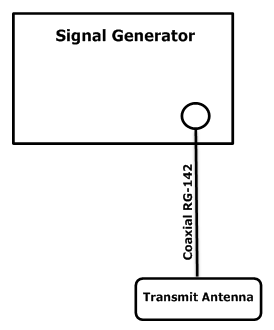 Signal Generator
Coaxial RG-142
Transmit Antenna